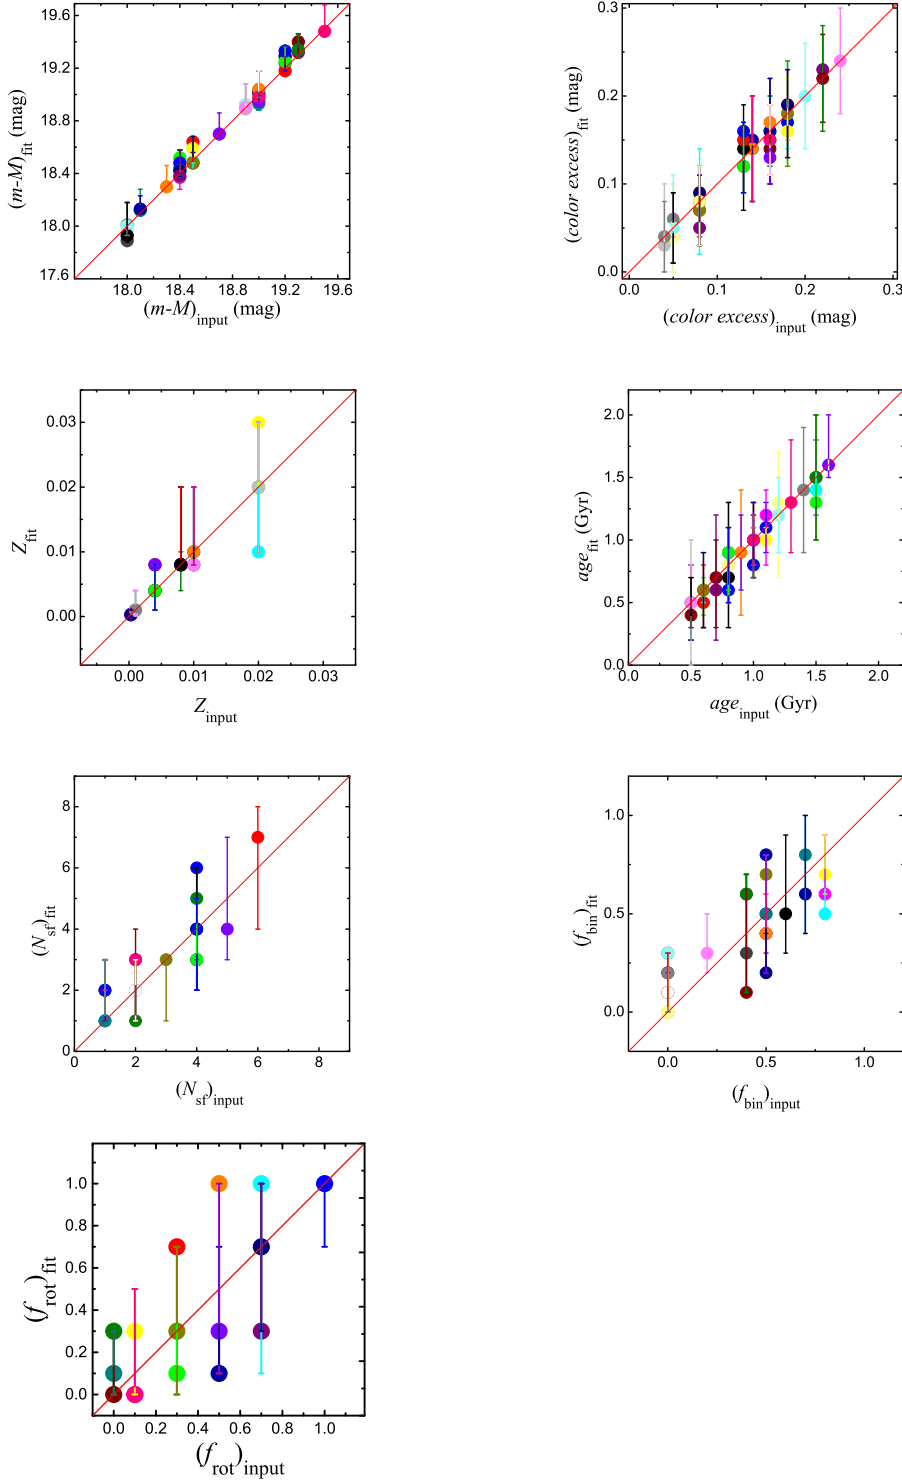 19.6
19.2
18.8
18.4
18.0
17.6
(m-M)fit (mag)
18.0 18.4 18.8 19.2 19.6
(m-M)input (mag)
0.3
0.2
0.1
0.0
(color excess)fit (mag)
0.0 0.1 0.2 0.3
(color excess)input (mag)
0.03
0.02
0.01
0.00
Zfit
0.00 0.01 0.02 0.03
Zinput
2.0
1.5
1.0
0.5
0.0
agefit (Gyr)
0.0 0.5 1.0 1.5 2.0
ageinput (Gyr)
8
6
4
2
0
(Nsf)fit
0 2 4 6 8
(Nsf)input
1.0
0.5
0.0
(fbin)fit
0.0 0.5 1.0
(fbin)input
1.0
0.8
0.6
0.4
0.2
0.0
(frot)fit
0.0 0.2 0.4 0.6 0.8 1.0
(frot)input